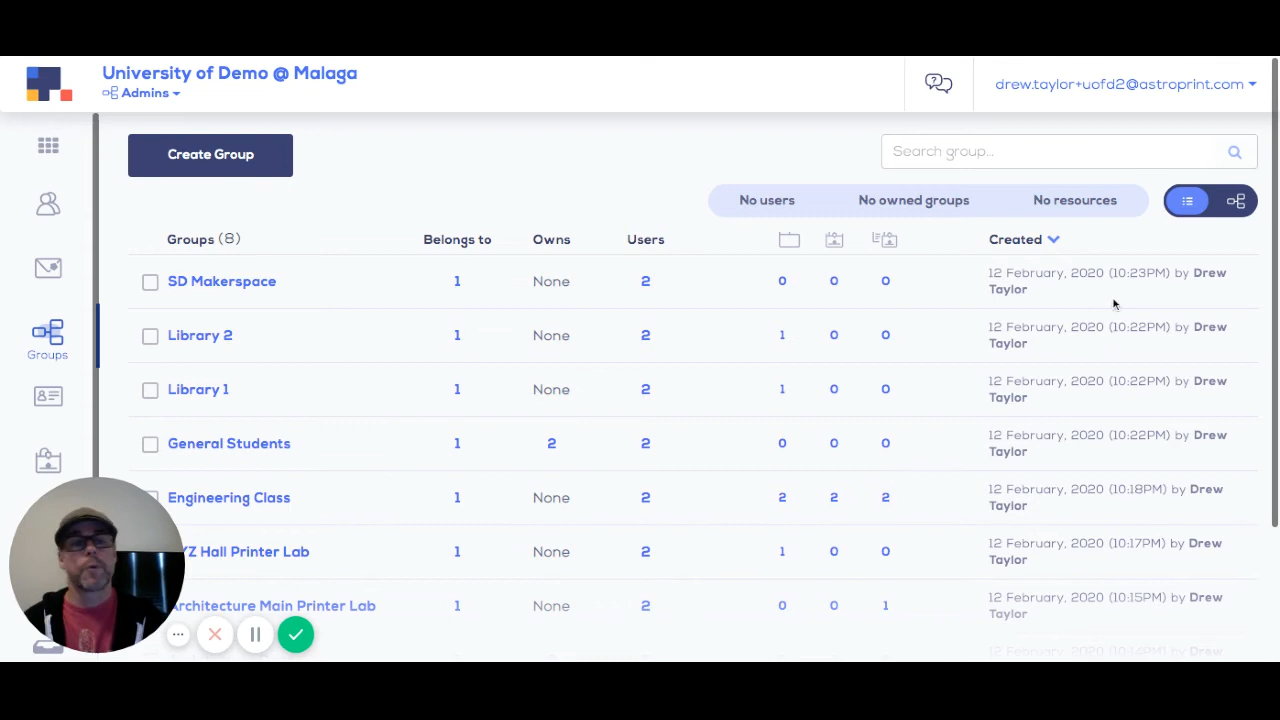 University of Demo @ Malaga
Admins
drew.taylor+uofd2@astroprint.com
Create Group
Search group...
No users No owned groups No resources
Groups (8) Belongs to Owns Users Created
SD Makerspace 1 None 2 0 0 0 12 February, 2020 (10:23PM) by Drew
Taylor
Library 2 1 None 2 1 0 0 12 February, 2020 (10:22PM) by Drew
Taylor
Groups
Library 1 1 None 2 1 0 0 12 February, 2020 (10:22PM) by Drew
Taylor
General Students 1 2 2 0 0 0 12 February, 2020 (10:22PM) by Drew
Taylor
Engineering Class 1 None 2 2 2 2 12 February, 2020 (10:18PM) by Drew
Taylor
YZ Hall Printer Lab 1 None 2 1 0 0 12 February, 2020 (10:17PM) by Drew
Taylor
Architecture Main Printer Lab 1 None 2 0 0 1 12 February, 2020 (10:15PM) by Drew
Taylor
12 February, 2020 (10:14PM) by Drew